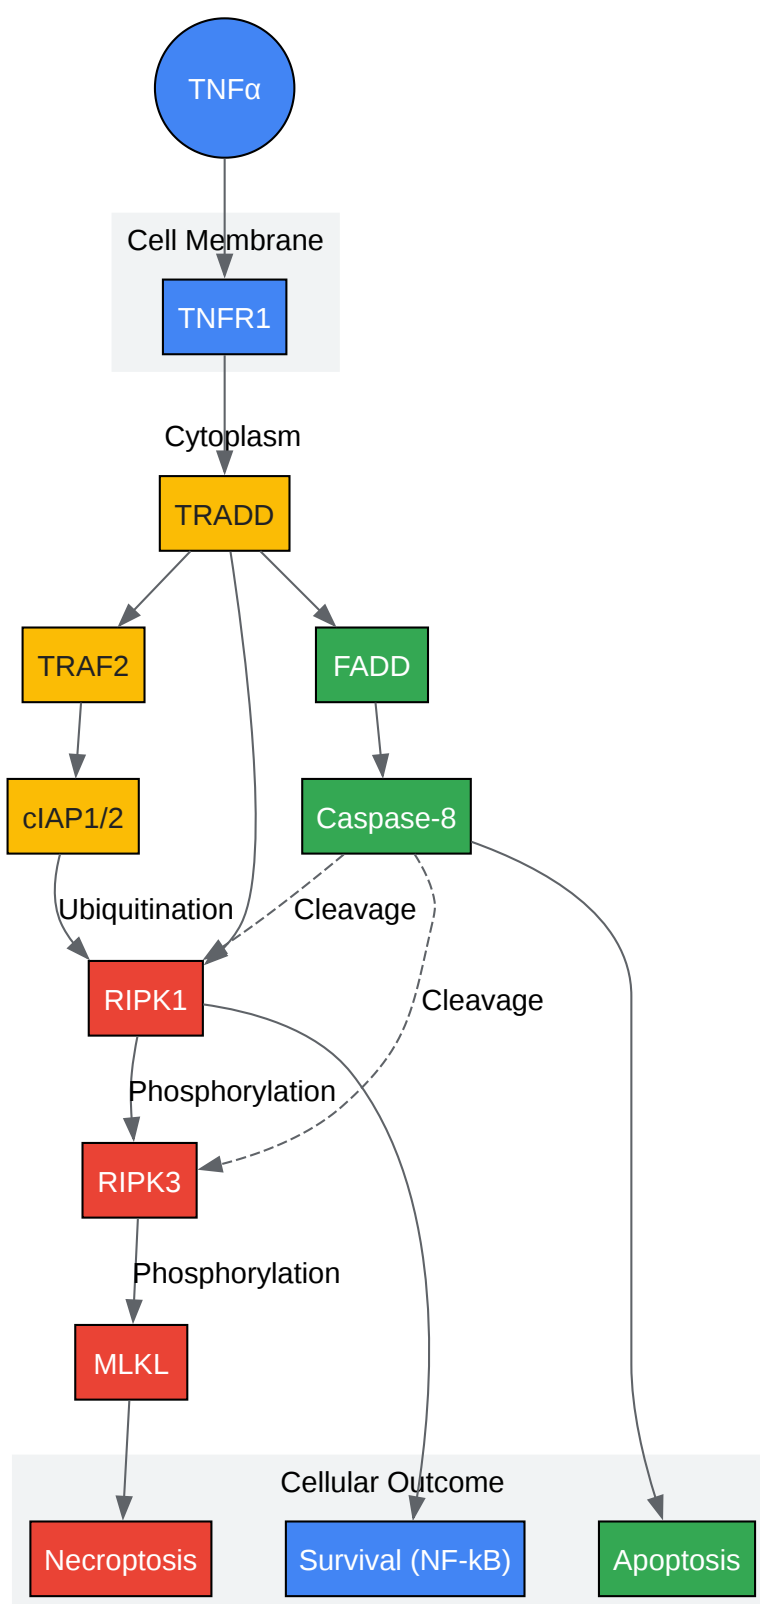 TNFα
Cell Membrane
TNFR1
Cytoplasm
TRADD
TRAF2
FADD
cIAP1/2
Caspase-8
Ubiquitination
Cleavage
RIPK1
Cleavage
Phosphorylation
RIPK3
Phosphorylation
MLKL
Cellular Outcome
Necroptosis
Survival (NF-kB)
Apoptosis